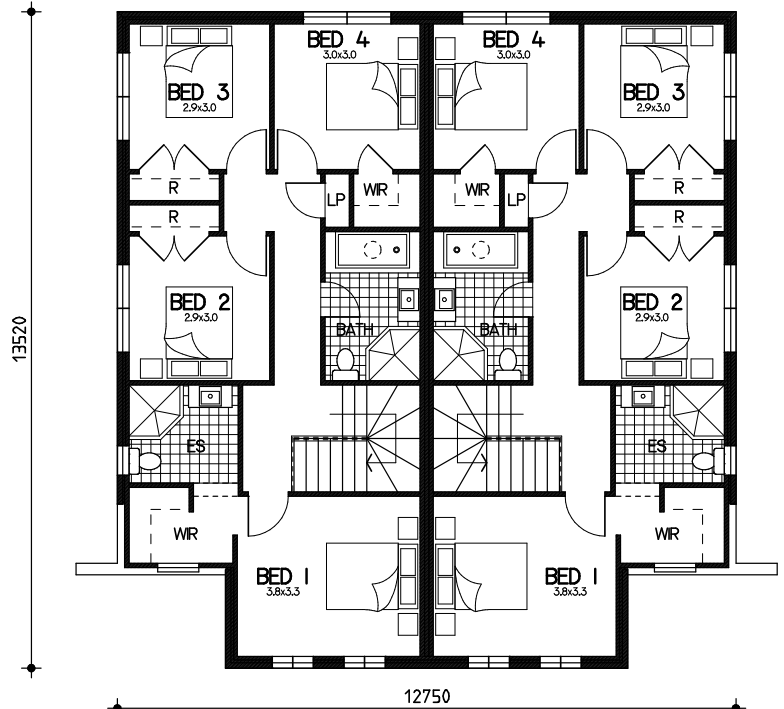 BED 4
3.0x3.0
BED 4
3.0x3.0
BED 3
2.9x3.0
BED 3
2.9x3.0
R
LP
WIR
WIR
LP
R
R
R
BED 2
2.9x3.0
BED 2
2.9x3.0
BATH
BATH
13520
ES
ES
WIR
WIR
BED 1
3.8x3.3
BED 1
3.8x3.3
12750